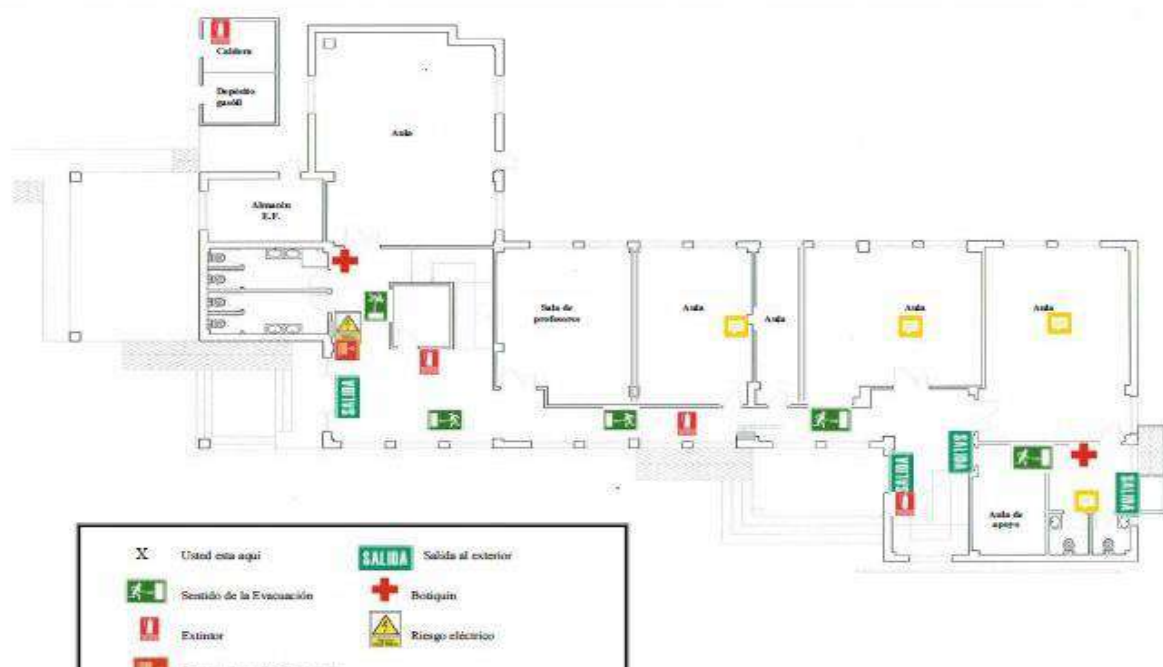 Caldera
Depósito
gasóil
Aula
Almacén
E.F.
Sala de
profesores
Aula
Aula
Aula
Aula
SALIDA
SALIDA
SALIDA
SALIDA
Aula de
apoyo
X Usted esta aqui
SALIDA Salida al exterior
Sentido de la Evacuación
Botiquín
Extintor
Riesgo eléctrico